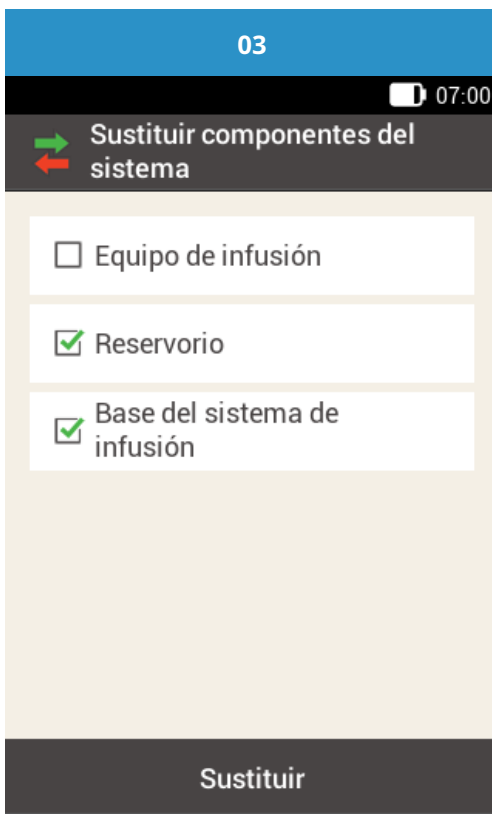 03
07:00
Sustituir componentes del
sistema
Equipo de infusión
Reservorio
Base del sistema de
infusión
Sustituir